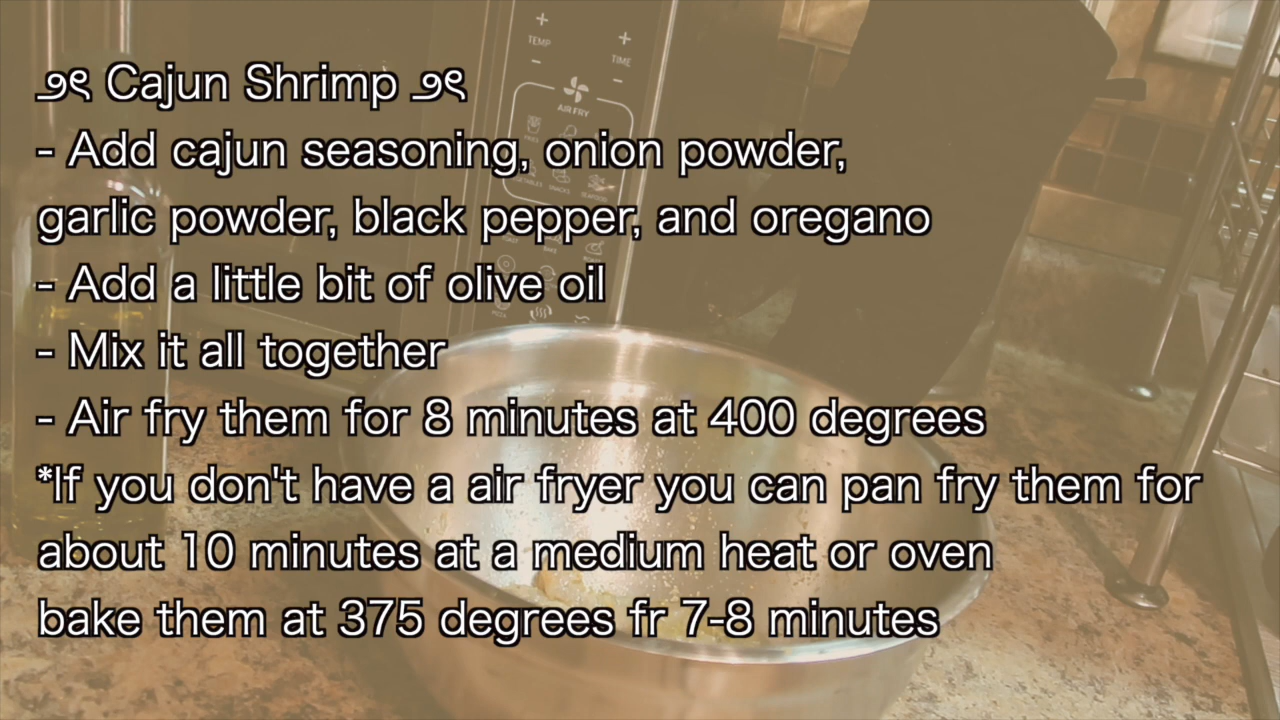 ୨୧ Cajun Shrimp ୨୧
- Add cajun seasoning, onion powder,
garlic powder, black pepper, and oregano
- Add a little bit of olive oil
- Mix it all together
- Air fry them for 8 minutes at 400 degrees
*If you don't have a air fryer you can pan fry them for
about 10 minutes at a medium heat or oven
bake them at 375 degrees fr 7-8 minutes
+
TEMP
-
+
TIME
-
AIR FRY
SNACKS